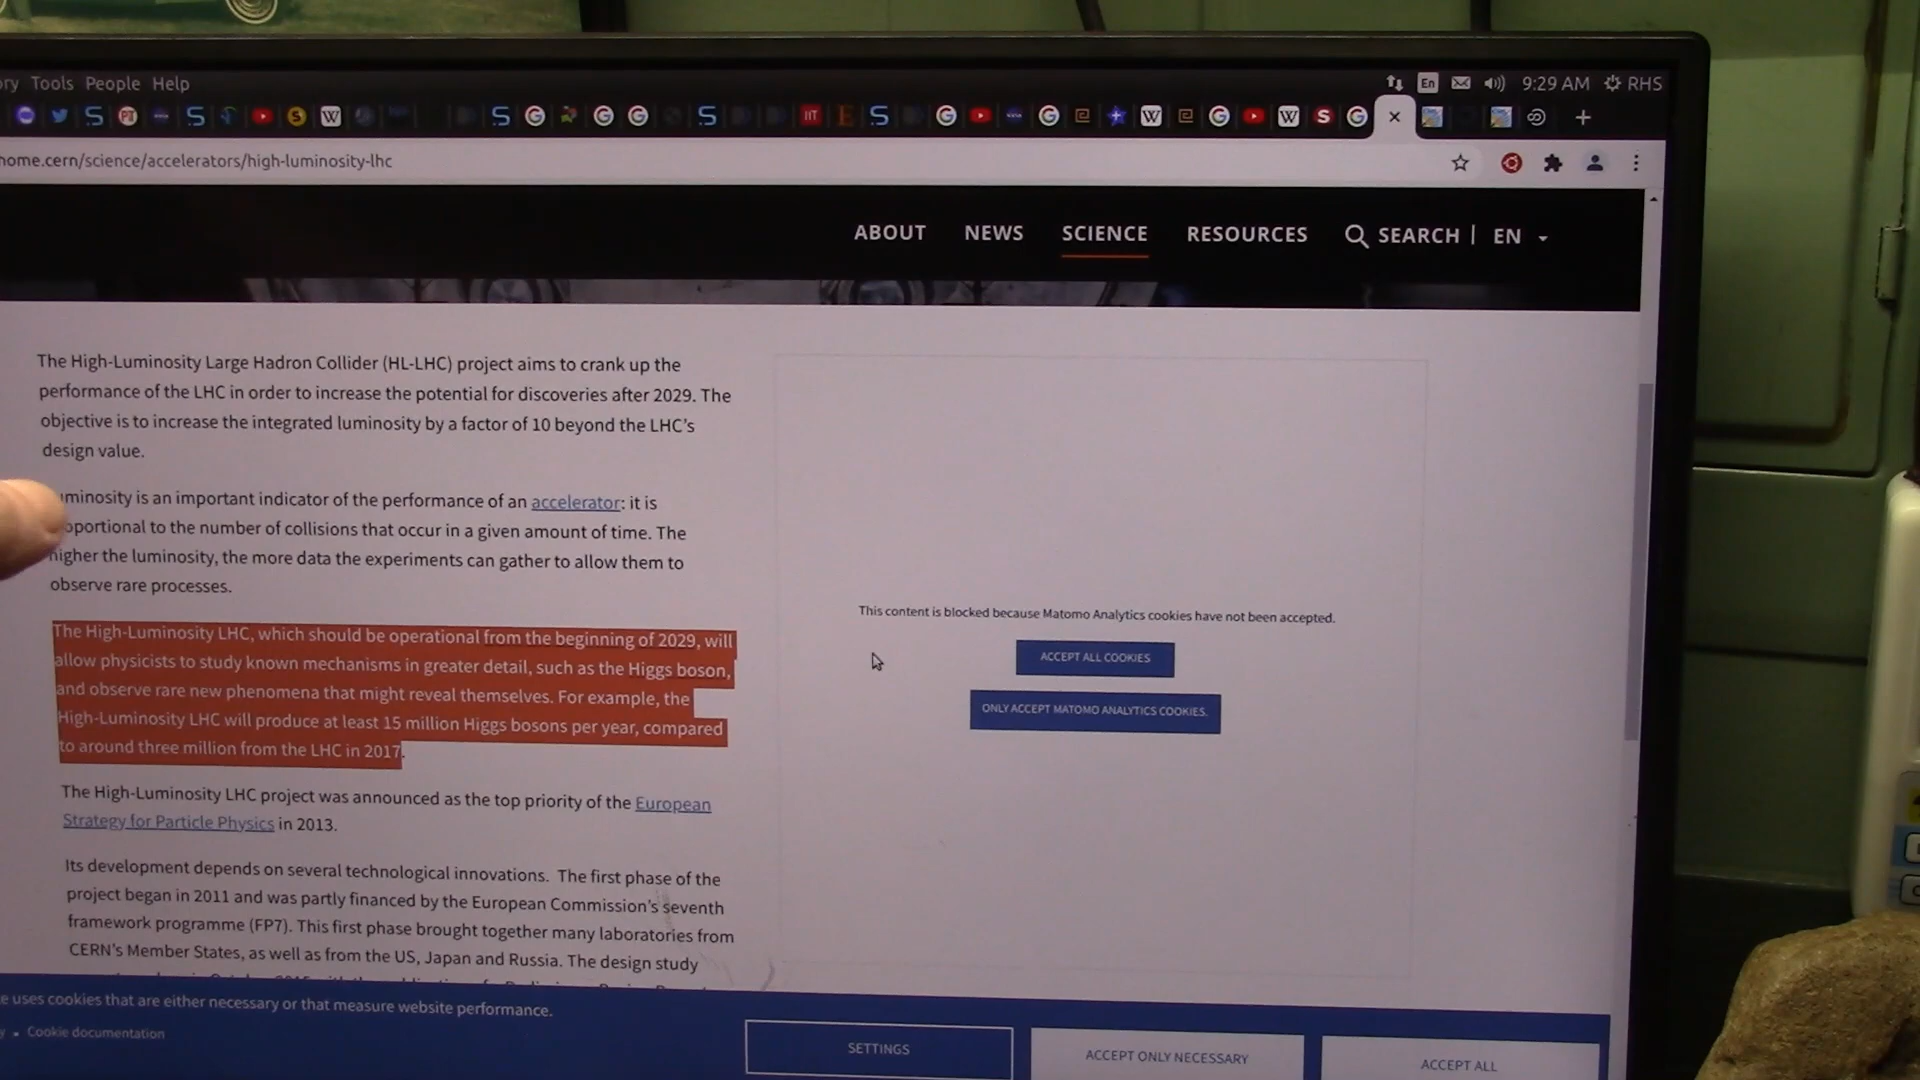 Tools People Help
En 9:29 AM RHS
home.cern/science/accelerators/high-luminosity-lhc
ABOUT NEWS SCIENCE RESOURCES SEARCH | EN
The High-Luminosity Large Hadron Collider (HL-LHC) project aims to crank up the
performance of the LHC in order to increase the potential for discoveries after 2029. The
objective is to increase the integrated luminosity by a factor of 10 beyond the LHC's
design value.
uminosity is an important indicator of the performance of an accelerator: it is
oportional to the number of collisions that occur in a given amount of time. The
higher the luminosity, the more data the experiments can gather to allow them to
observe rare processes.
The High-Luminosity LHC, which should be operational from the beginning of 2029, will
allow physicists to study known mechanisms in greater detail, such as the Higgs boson,
and observe rare new phenomena that might reveal themselves. For example, the
High-Luminosity LHC will produce at least 15 million Higgs bosons per year, compared
to around three million from the LHC in 2017.
The High-Luminosity LHC project was announced as the top priority of the European
Strategy for Particle Physics in 2013.
Its development depends on several technological innovations. The first phase of the
project began in 2011 and was partly financed by the European Commission's seventh
framework programme (FP7). This first phase brought together many laboratories from
CERN's Member States, as well as from the US, Japan and Russia. The design study
This content is blocked because Matomo Analytics cookies have not been accepted.
ACCEPT ALL COOKIES
ONLY ACCEPT MATOMO ANALYTICS COOKIES.
e uses cookies that are either necessary or that measure website performance.
y • Cookie documentation
SETTINGS
ACCEPT ONLY NECESSARY
ACCEPT ALL